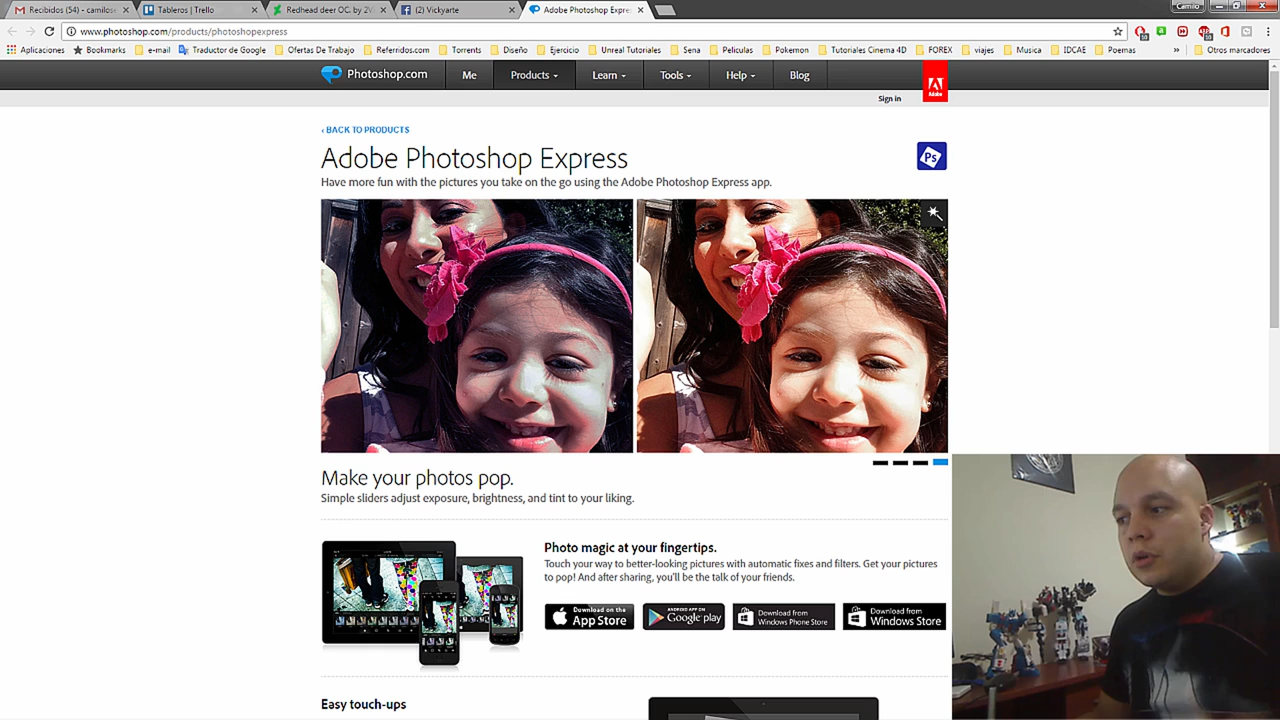 Recibidos (54) - camilose
Tableros | Trello
Redhead deer OC. by 2V
(2) Vickyarte
Adobe Photoshop Expre
Camilo
www.photoshop.com/products/photoshopexpress
Aplicaciones
Bookmarks
e-mail
Traductor de Google
Ofertas De Trabajo
Referridos.com
Torrents
Diseño
Ejercicio
Unreal Tutoriales
Sena
Peliculas
Pokemon
Tutoriales Cinema 4D
FOREX
viajes
Musica
IDCAE
Poemas
»
Otros marcadores
Photoshop.com
Me
Products
Learn
Tools
Help
Blog
Adobe
Sign in
‹ BACK TO PRODUCTS
Adobe Photoshop Express
Ps
Have more fun with the pictures you take on the go using the Adobe Photoshop Express app.
Make your photos pop.
Simple sliders adjust exposure, brightness, and tint to your liking.
Photo magic at your fingertips.
Touch your way to better-looking pictures with automatic fixes and filters. Get your pictures
to pop! And after sharing, you'll be the talk of your friends.
Download on the
App Store
ANDROID APP ON
Google play
Download from
Windows Phone Store
Download from
Windows Store
Easy touch-ups